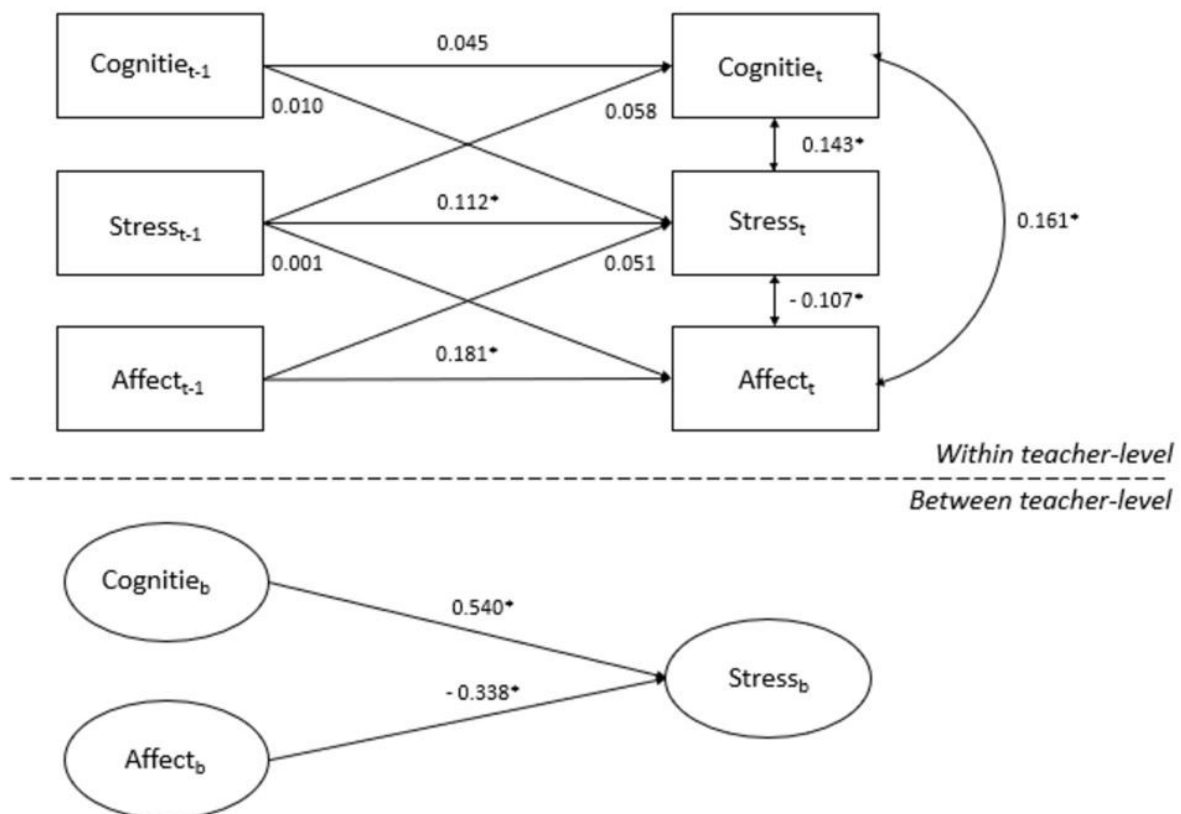 0.045
Cognitie_t-1
Cognitie_t
0.010
0.058
0.143*
0.112*
Stress_t-1
Stress_t
0.161*
0.001
0.051
- 0.107*
0.181*
Affect_t-1
Affect_t
Within teacher-level
Between teacher-level
Cognitie_b
0.540*
Stress_b
- 0.338*
Affect_b